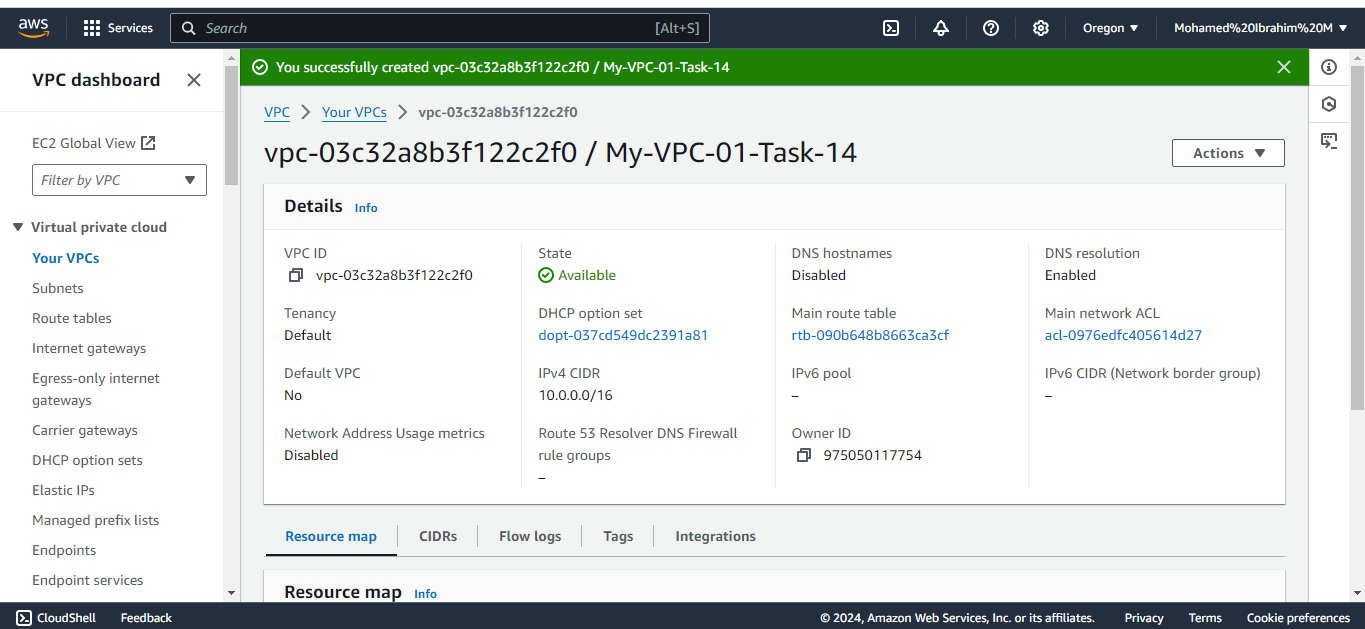 aws Services Search [Alt+S] Oregon Mohamed%20Ibrahim%20M
VPC dashboard
EC2 Global View
Filter by VPC
Virtual private cloud
Your VPCs
Subnets
Route tables
Internet gateways
Egress-only internet
gateways
Carrier gateways
DHCP option sets
Elastic IPs
Managed prefix lists
Endpoints
Endpoint services
You successfully created vpc-03c32a8b3f122c2f0 / My-VPC-01-Task-14
VPC Your VPCs vpc-03c32a8b3f122c2f0
vpc-03c32a8b3f122c2f0 / My-VPC-01-Task-14
Actions
Details Info
VPC ID
vpc-03c32a8b3f122c2f0
State
Available
DNS hostnames
Disabled
DNS resolution
Enabled
Tenancy
Default
DHCP option set
dopt-037cd549dc2391a81
Main route table
rtb-090b648b8663ca3cf
Main network ACL
acl-0976edfc405614d27
Default VPC
No
IPv4 CIDR
10.0.0.0/16
IPv6 pool
–
IPv6 CIDR (Network border group)
–
Network Address Usage metrics
Disabled
Route 53 Resolver DNS Firewall
rule groups
–
Owner ID
975050117754
Resource map CIDRs Flow logs Tags Integrations
Resource map Info
CloudShell Feedback © 2024, Amazon Web Services, Inc. or its affiliates. Privacy Terms Cookie preferences